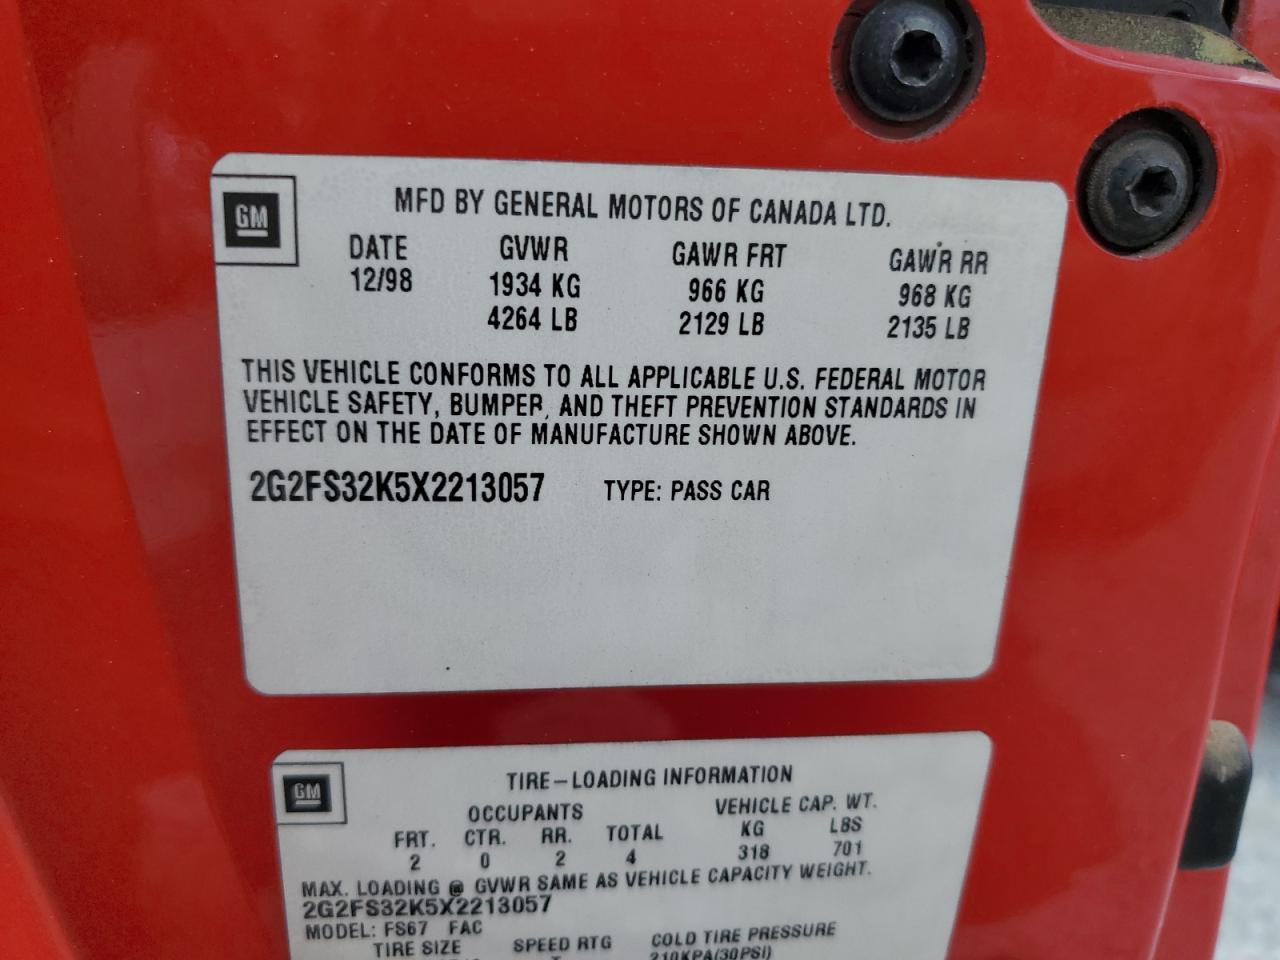 GM
MFD BY GENERAL MOTORS OF CANADA LTD.
DATE GVWR GAWR FRT GAWR RR
12/98 1934 KG 966 KG 968 KG
4264 LB 2129 LB 2135 LB
THIS VEHICLE CONFORMS TO ALL APPLICABLE U.S. FEDERAL MOTOR
VEHICLE SAFETY, BUMPER, AND THEFT PREVENTION STANDARDS IN
EFFECT ON THE DATE OF MANUFACTURE SHOWN ABOVE.
2G2FS32K5X2213057 TYPE: PASS CAR
GM
TIRE-LOADING INFORMATION
OCCUPANTS VEHICLE CAP. WT.
FRT. CTR. RR. TOTAL KG LBS
2 0 2 4 318 701
MAX. LOADING @ GVWR SAME AS VEHICLE CAPACITY WEIGHT.
2G2FS32K5X2213057
MODEL: FS67 FAC
TIRE SIZE SPEED RTG COLD TIRE PRESSURE
210KPA(30PSI)